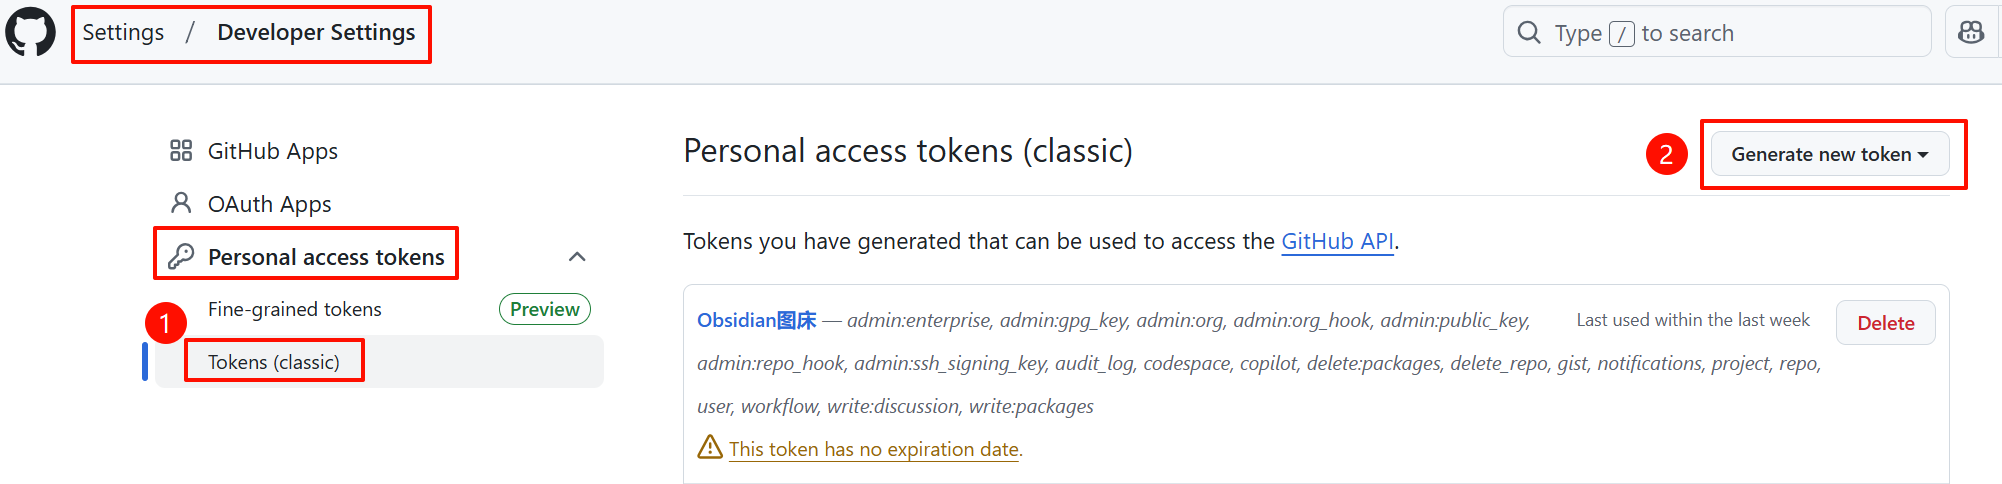 Settings / Developer Settings
Type / to search
GitHub Apps
OAuth Apps
Personal access tokens
Fine-grained tokens Preview
1
Tokens (classic)
Personal access tokens (classic)
2
Generate new token
Tokens you have generated that can be used to access the GitHub API.
Obsidian图床 — admin:enterprise, admin:gpg_key, admin:org, admin:org_hook, admin:public_key,
Last used within the last week
Delete
admin:repo_hook, admin:ssh_signing_key, audit_log, codespace, copilot, delete:packages, delete_repo, gist, notifications, project, repo,
user, workflow, write:discussion, write:packages
This token has no expiration date.